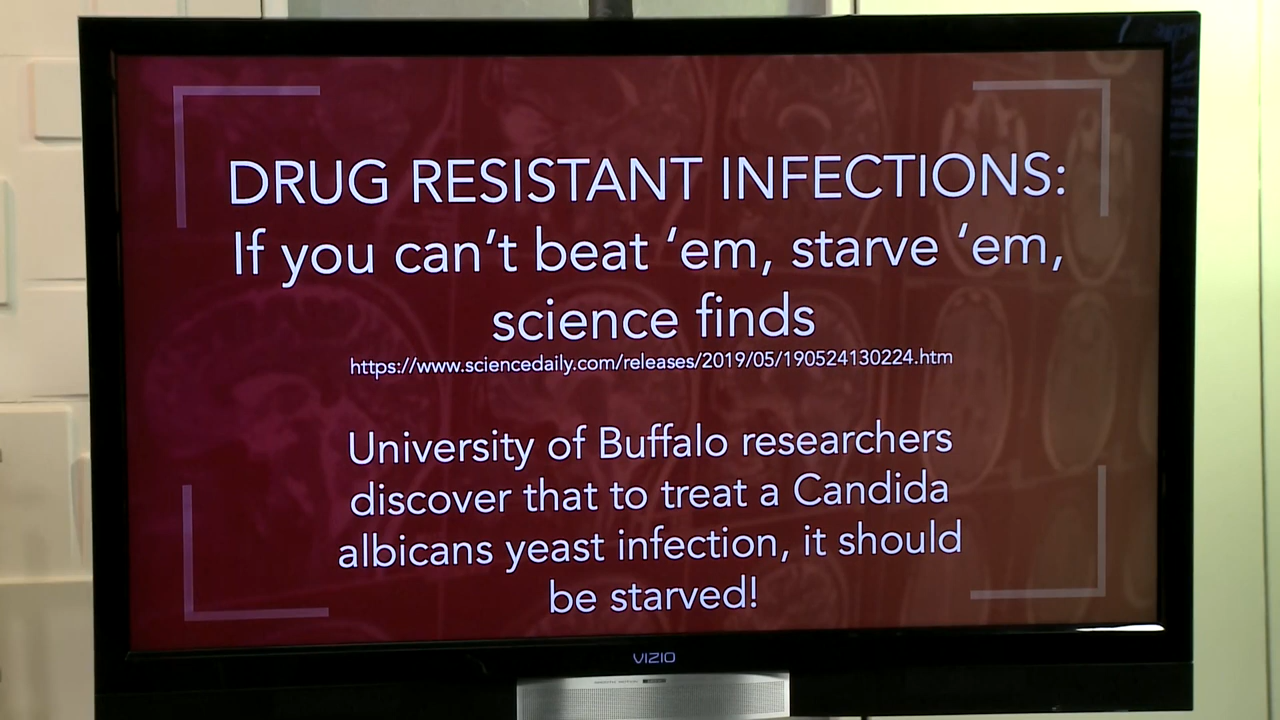 DRUG RESISTANT INFECTIONS:
If you can't beat ‘em, starve ‘em,
science finds
https://www.sciencedaily.com/releases/2019/05/190524130224.htm
University of Buffalo researchers
discover that to treat a Candida
albicans yeast infection, it should
be starved!
VIZIO